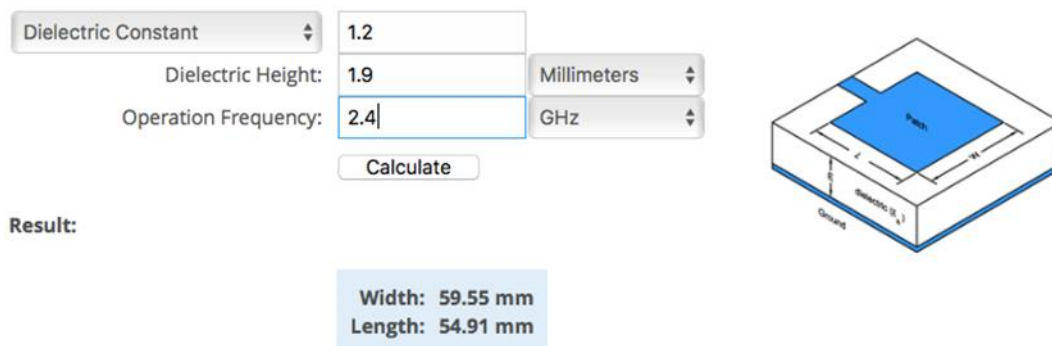 Dielectric Constant 1.2
Dielectric Height: 1.9 Millimeters
Operation Frequency: 2.4 GHz
Calculate
Result:
Width: 59.55 mm
Length: 54.91 mm
Patch
L
W
dielectric (ε
Ground